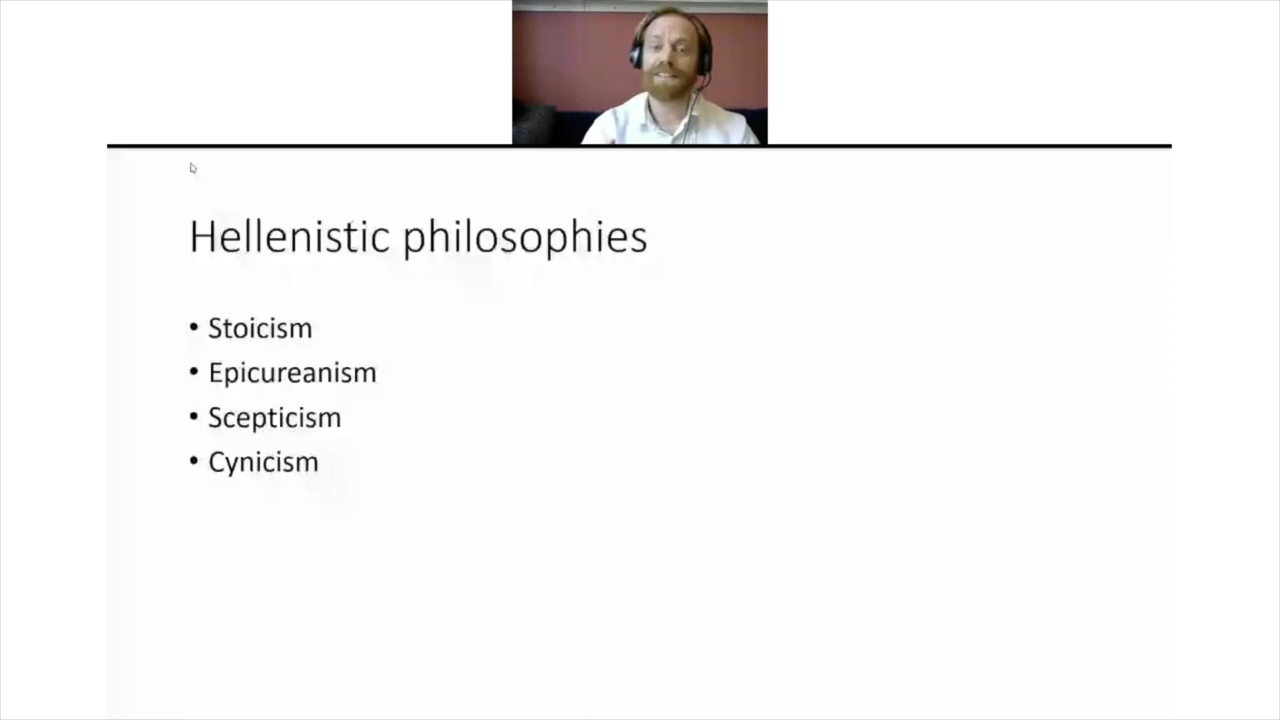 Hellenistic philosophies
• Stoicism
• Epicureanism
• Scepticism
• Cynicism